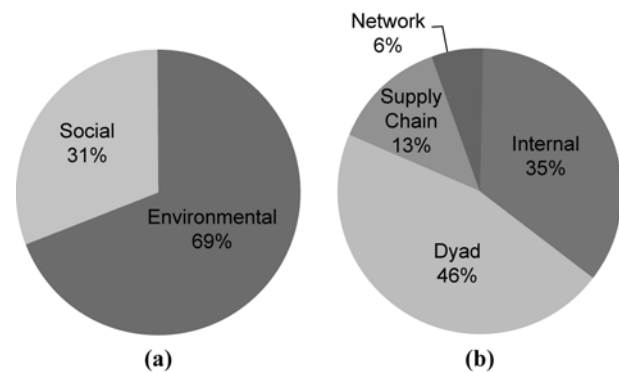 Social
31%
Environmental
69%
(a)
Network
6%
Supply
Chain
13%
Internal
35%
Dyad
46%
(b)